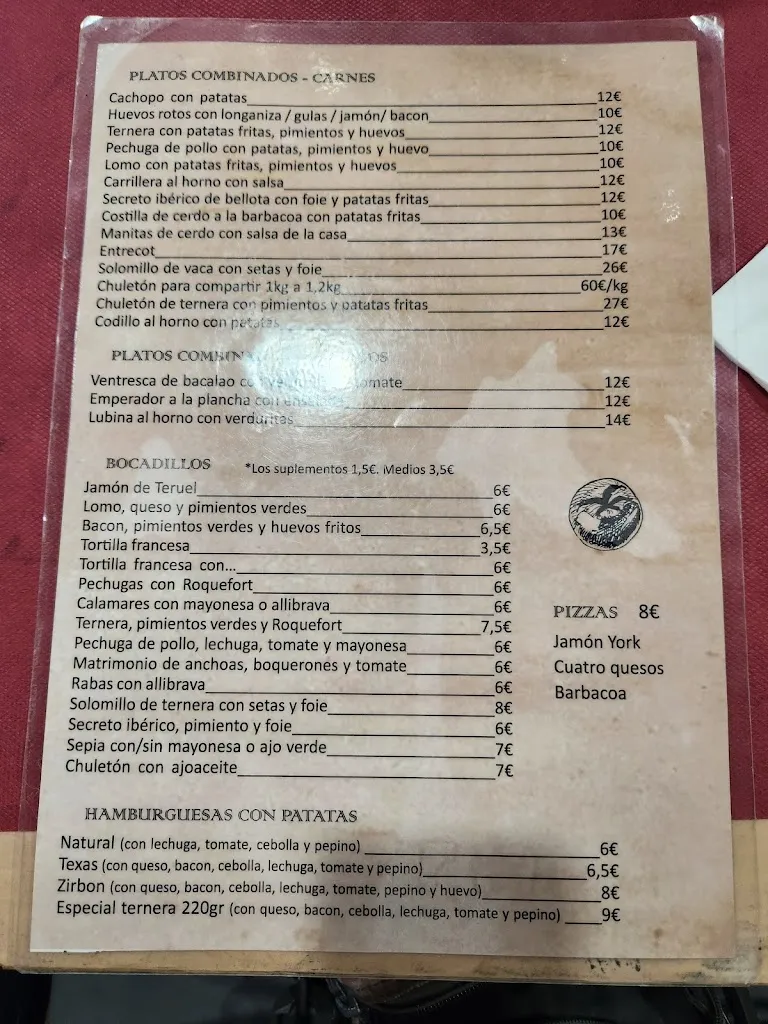 PLATOS COMBINADOS - CARNES
Cachopo con patatas 12€
Huevos rotos con longaniza / gulas / jamón/ bacon 10€
Ternera con patatas fritas, pimientos y huevos 12€
Pechuga de pollo con patatas, pimientos y huevo 10€
Lomo con patatas fritas, pimientos y huevos 10€
Carrillera al horno con salsa 12€
Secreto ibérico de bellota con foie y patatas fritas 12€
Costilla de cerdo a la barbacoa con patatas fritas 10€
Manitas de cerdo con salsa de la casa 13€
Entrecot 17€
Solomillo de vaca con setas y foie 26€
Chuletón para compartir 1kg a 1,2kg 60€/kg
Chuletón de ternera con pimientos y patatas fritas 27€
Codillo al horno con patatas 12€
PLATOS
Ventresca de bacalao tomate 12€
Emperador a la plancha con ensalada 12€
Lubina al horno con verduritas 14€
BOCADILLOS *Los suplementos 1,5€. Medios 3,5€
Jamón de Teruel 6€
Lomo, queso y pimientos verdes 6€
Bacon, pimientos verdes y huevos fritos 6,5€
Tortilla francesa 3,5€
Tortilla francesa con... 6€
Pechugas con Roquefort 6€
Calamares con mayonesa o allibrava 6€
Ternera, pimientos verdes y Roquefort 7,5€
Pechuga de pollo, lechuga, tomate y mayonesa 6€
Matrimonio de anchoas, boquerones y tomate 6€
Rabas con allibrava 6€
Solomillo de ternera con setas y foie 8€
Secreto ibérico, pimiento y foie 6€
Sepia con/sin mayonesa o ajo verde 7€
Chuletón con ajoaceite 7€
PIZZAS 8€
Jamón York
Cuatro quesos
Barbacoa
HAMBURGUESAS CON PATATAS
Natural (con lechuga, tomate, cebolla y pepino) 6€
Texas (con queso, bacon, cebolla, lechuga, tomate y pepino) 6,5€
Zirbon (con queso, bacon, cebolla, lechuga, tomate, pepino y huevo) 8€
Especial ternera 220gr (con queso, bacon, cebolla, lechuga, tomate y pepino) 9€